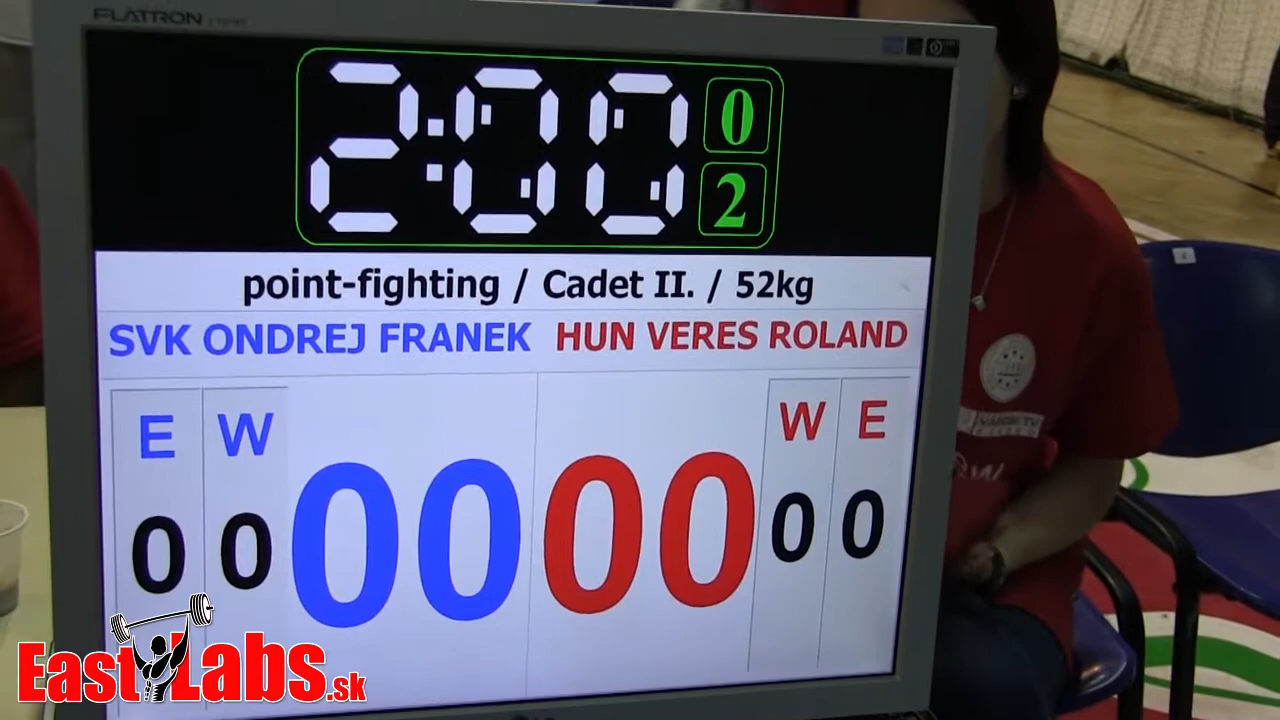 FLATRON
2:00
0
2
point-fighting / Cadet II. / 52kg
SVK ONDREJ FRANEK HUN VERES ROLAND
E W W E
0 0 00 00 0 0
EastLabs.sk